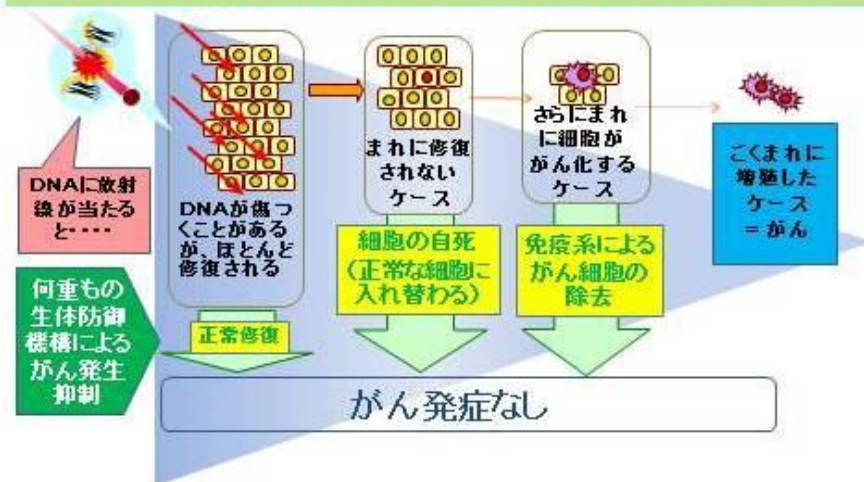 DNAに放射
線が当たる
と・・・・
何重もの
生体防御
機構による
がん発生
抑制
DNAが傷つ
くことがある
が、ほとんど
修復される
正常修復
まれに修復
されない
ケース
細胞の自死
(正常な細胞に
入れ替わる)
さらにまれ
に細胞が
がん化する
ケース
免疫系による
がん細胞の
除去
ごくまれに
増殖した
ケース
=がん
がん発症なし